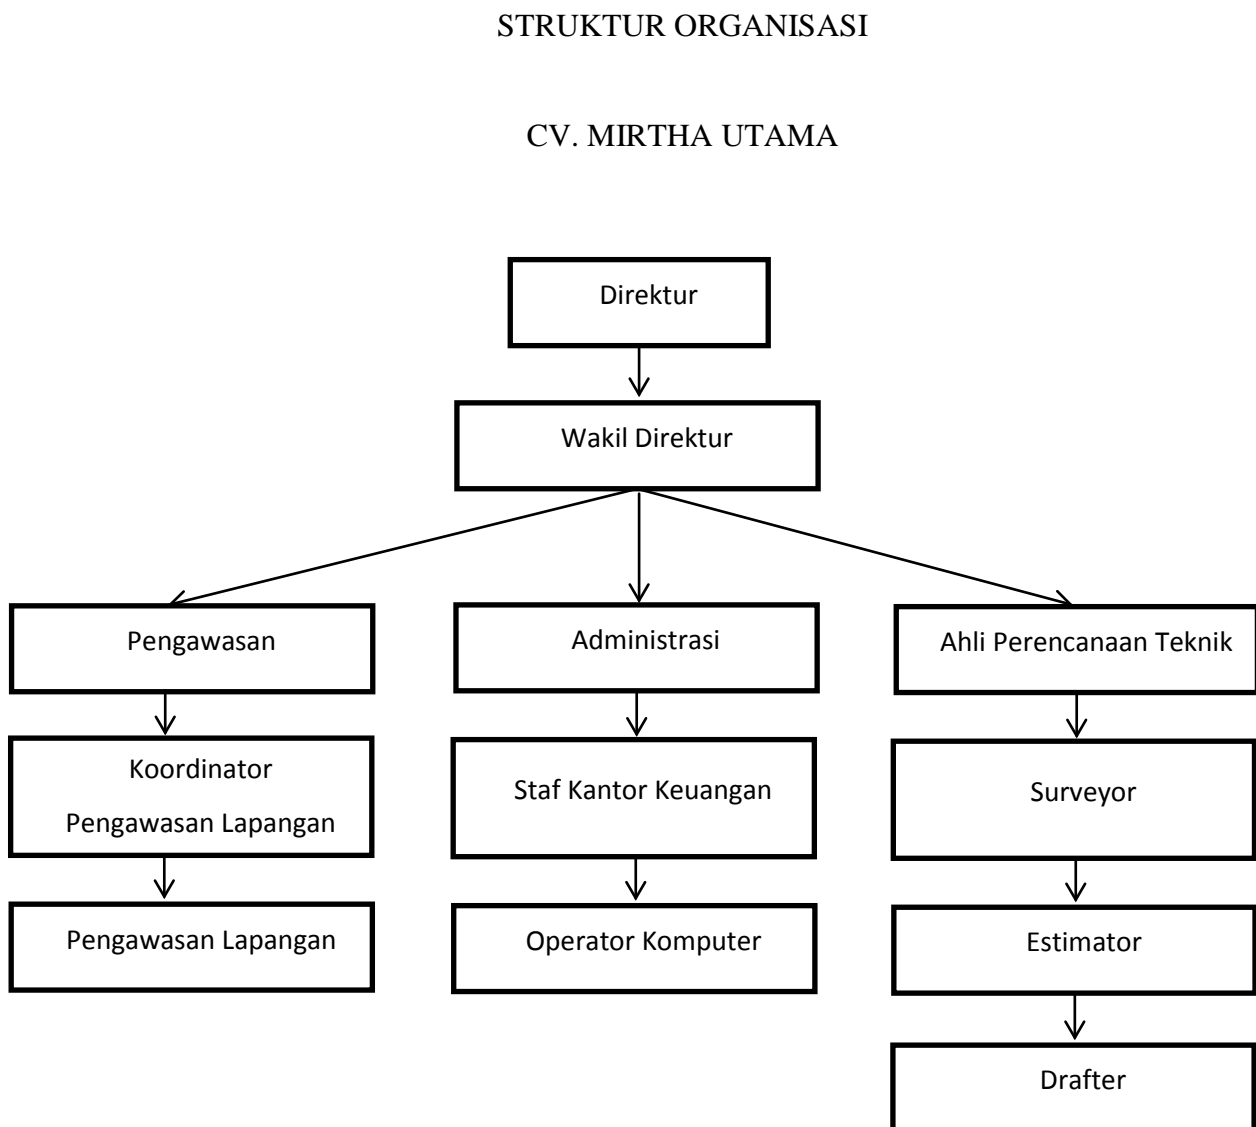 STRUKTUR ORGANISASI
CV. MIRTHA UTAMA
Direktur
Wakil Direktur
Pengawasan
Administrasi
Ahli Perencanaan Teknik
Koordinator
Pengawasan Lapangan
Staf Kantor Keuangan
Surveyor
Pengawasan Lapangan
Operator Komputer
Estimator
Drafter